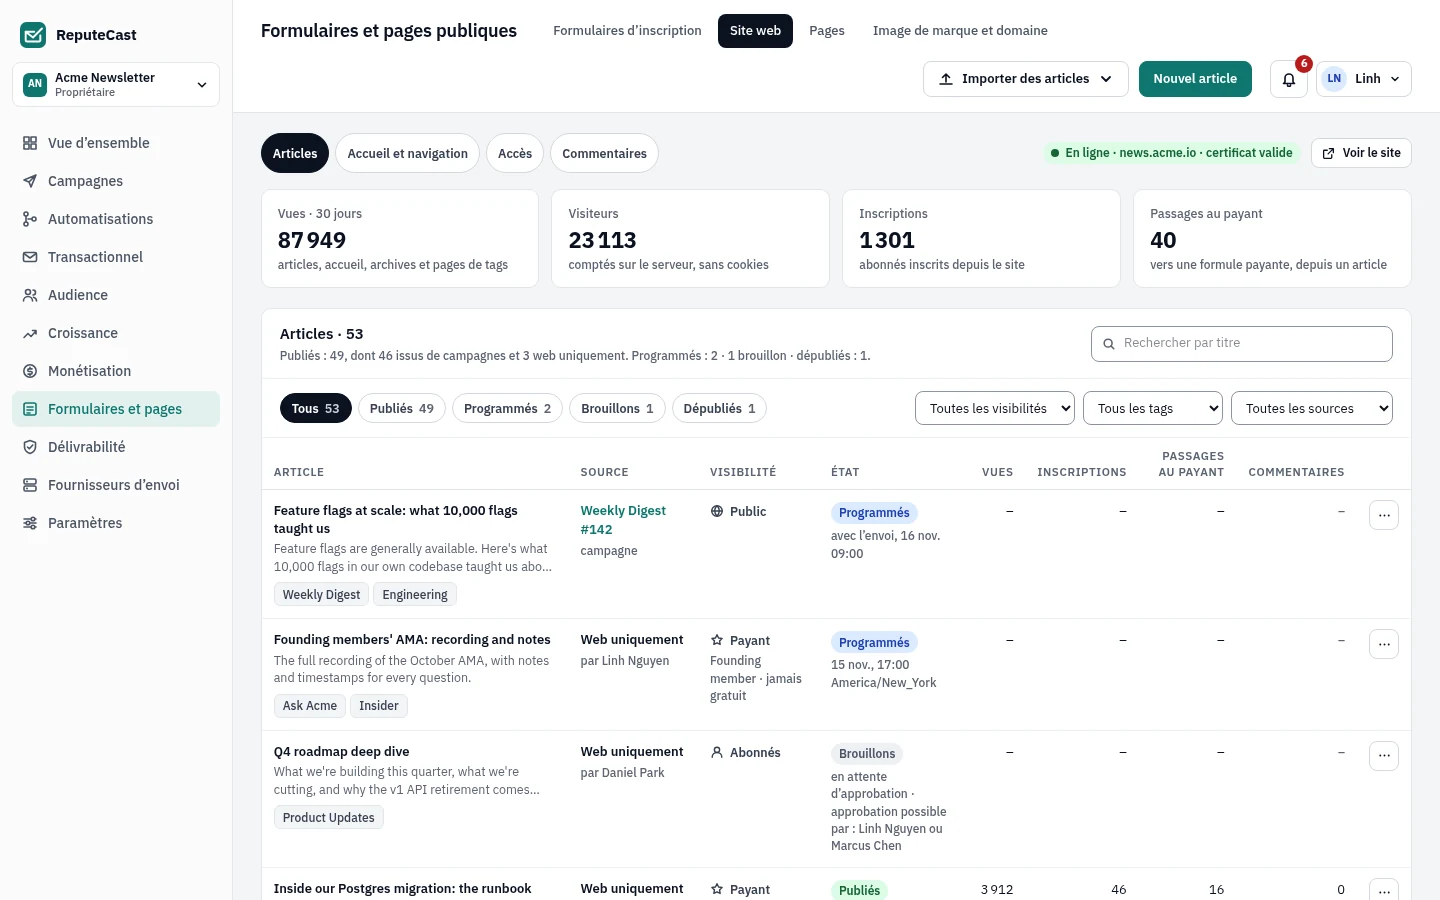 ReputeCast
AN
Acme Newsletter
Propriétaire
Vue d’ensemble
Campagnes
Automatisations
Transactionnel
Audience
Croissance
Monétisation
Formulaires et pages
Délivrabilité
Fournisseurs d’envoi
Paramètres
Formulaires et pages publiques
Formulaires d’inscription
Site web
Pages
Image de marque et domaine
Importer des articles
Nouvel article
6
LN
Linh
Articles
Accueil et navigation
Accès
Commentaires
En ligne · news.acme.io · certificat valide
Voir le site
Vues · 30 jours
87 949
articles, accueil, archives et pages de tags
Visiteurs
23 113
comptés sur le serveur, sans cookies
Inscriptions
1 301
abonnés inscrits depuis le site
Passages au payant
40
vers une formule payante, depuis un article
Articles · 53
Publiés : 49, dont 46 issus de campagnes et 3 web uniquement. Programmés : 2 · 1 brouillon · dépubliés : 1.
Rechercher par titre
Tous 53
Publiés 49
Programmés 2
Brouillons 1
Dépubliés 1
Toutes les visibilités
Tous les tags
Toutes les sources
ARTICLE
SOURCE
VISIBILITÉ
ÉTAT
VUES
INSCRIPTIONS
PASSAGES
AU PAYANT
COMMENTAIRES
Feature flags at scale: what 10,000 flags
taught us
Feature flags are generally available. Here's what
10,000 flags in our own codebase taught us abo…
Weekly Digest
Engineering
Weekly Digest
#142
campagne
Public
Programmés
avec l’envoi, 16 nov.
09:00
–
–
–
–
Founding members' AMA: recording and notes
The full recording of the October AMA, with notes
and timestamps for every question.
Ask Acme
Insider
Web uniquement
par Linh Nguyen
Payant
Founding
member · jamais
gratuit
Programmés
15 nov., 17:00
America/New_York
–
–
–
–
Q4 roadmap deep dive
What we're building this quarter, what we're
cutting, and why the v1 API retirement comes…
Product Updates
Web uniquement
par Daniel Park
Abonnés
Brouillons
en attente
d’approbation ·
approbation possible
par : Linh Nguyen ou
Marcus Chen
–
–
–
–
Inside our Postgres migration: the runbook
Web uniquement
Payant
Publiés
3 912
46
16
0